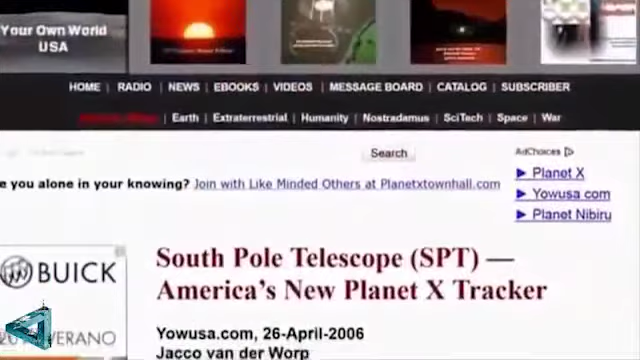 Your Own World
USA
HOME | RADIO | NEWS | EBOOKS | VIDEOS | MESSAGE BOARD | CATALOG | SUBSCRIBER
Earth | Extraterrestrial | Humanity | Nostradamus | SciTech | Space | War
Search
AdChoices
Planet X
Yowusa com
Planet Nibiru
e you alone in your knowing? Join with Like Minded Others at Planetxtownhall.com
BUICK
VERANO
South Pole Telescope (SPT) —
America's New Planet X Tracker
Yowusa.com, 26-April-2006
Jacco van der Worp